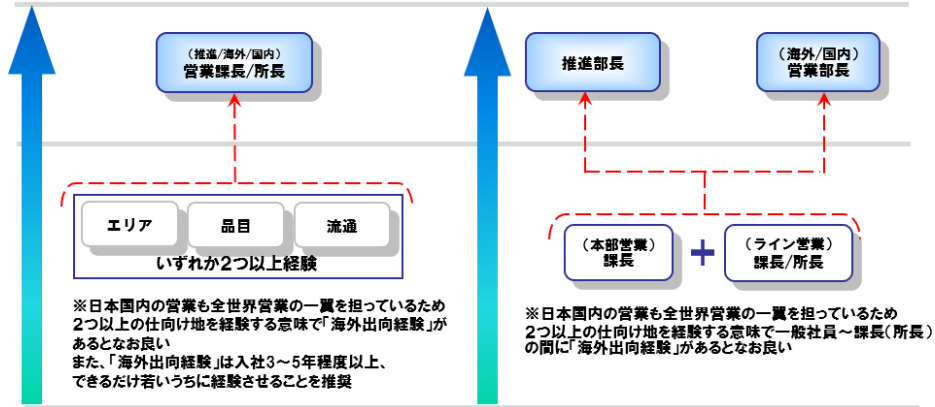 (推進/海外/国内)
営業課長/所長
エリア
品目
流通
いずれか2つ以上経験
※日本国内の営業も全世界営業の一翼を担っているため
2つ以上の仕向け地を経験する意味で「海外出向経験」が
あるとなお良い
また、「海外出向経験」は入社3～5年程度以上、
できるだけ若いうちに経験させることを推奨
推進部長
(海外/国内)
営業部長
(本部営業)
課長
+
(ライン営業)
課長/所長
※日本国内の営業も全世界営業の一翼を担っているため
2つ以上の仕向け地を経験する意味で一般社員～課長(所長)
の間に「海外出向経験」があるとなお良い